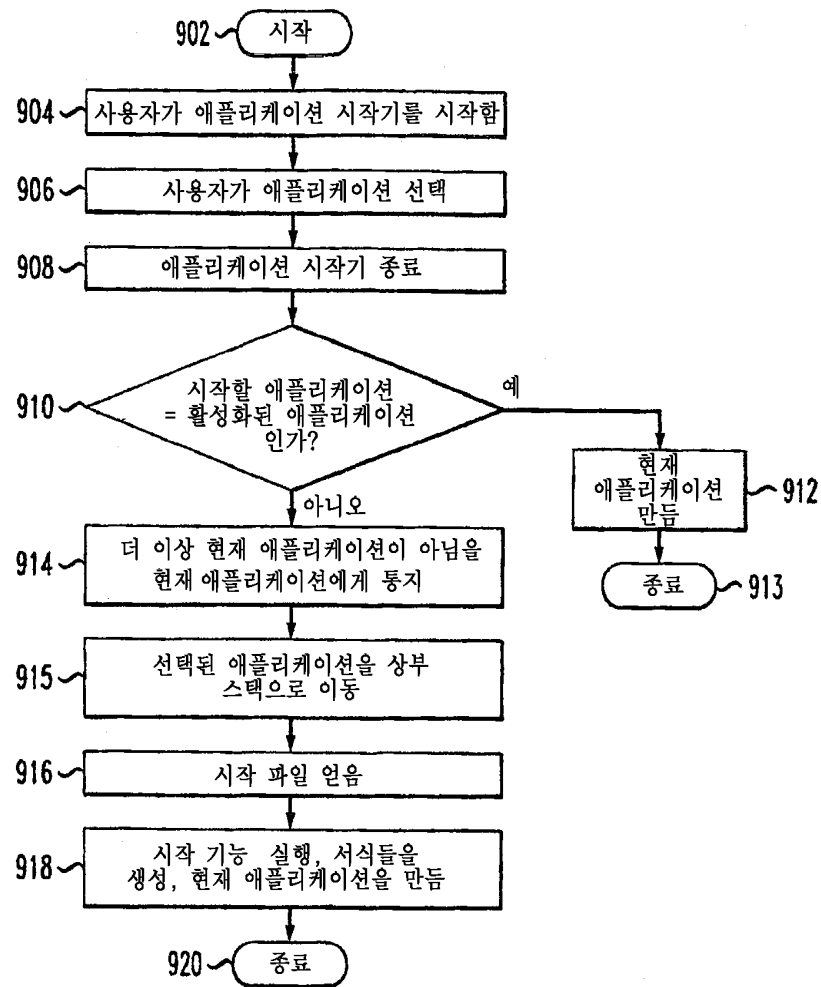 902 시작
904 사용자가 애플리케이션 시작기를 시작함
906 사용자가 애플리케이션 선택
908 애플리케이션 시작기 종료
910
시작할 애플리케이션
= 활성화된 애플리케이션
인가?
예
현재
애플리케이션
만듬
912
종료 913
아니오
914
더 이상 현재 애플리케이션이 아님을
현재 애플리케이션에게 통지
915
선택된 애플리케이션을 상부
스택으로 이동
916 시작 파일 얻음
918
시작 기능 실행, 서식들을
생성, 현재 애플리케이션을 만듬
920 종료